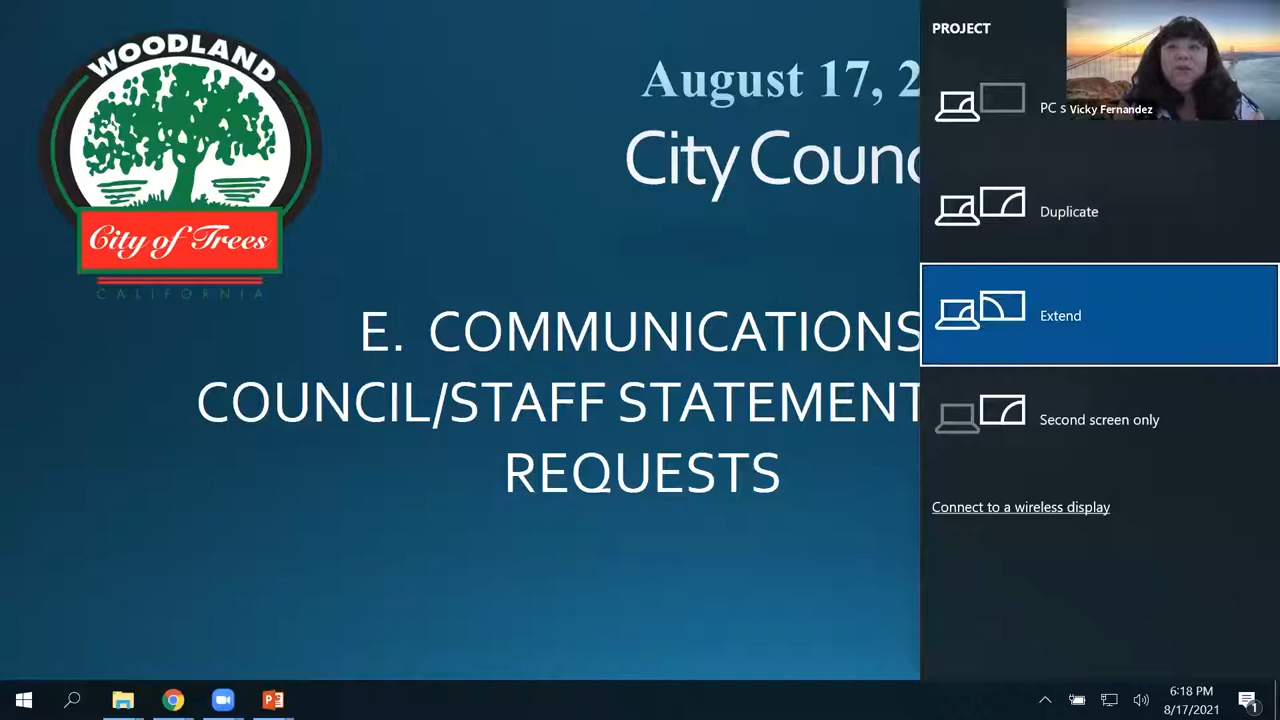 WOODLAND
City of Trees
CALIFORNIA
August 17, 2
City Counc
E. COMMUNICATIONS
COUNCIL/STAFF STATEMENT
REQUESTS
PROJECT
PC s
Vicky Fernandez
Duplicate
Extend
Second screen only
Connect to a wireless display
6:18 PM
8/17/2021
1